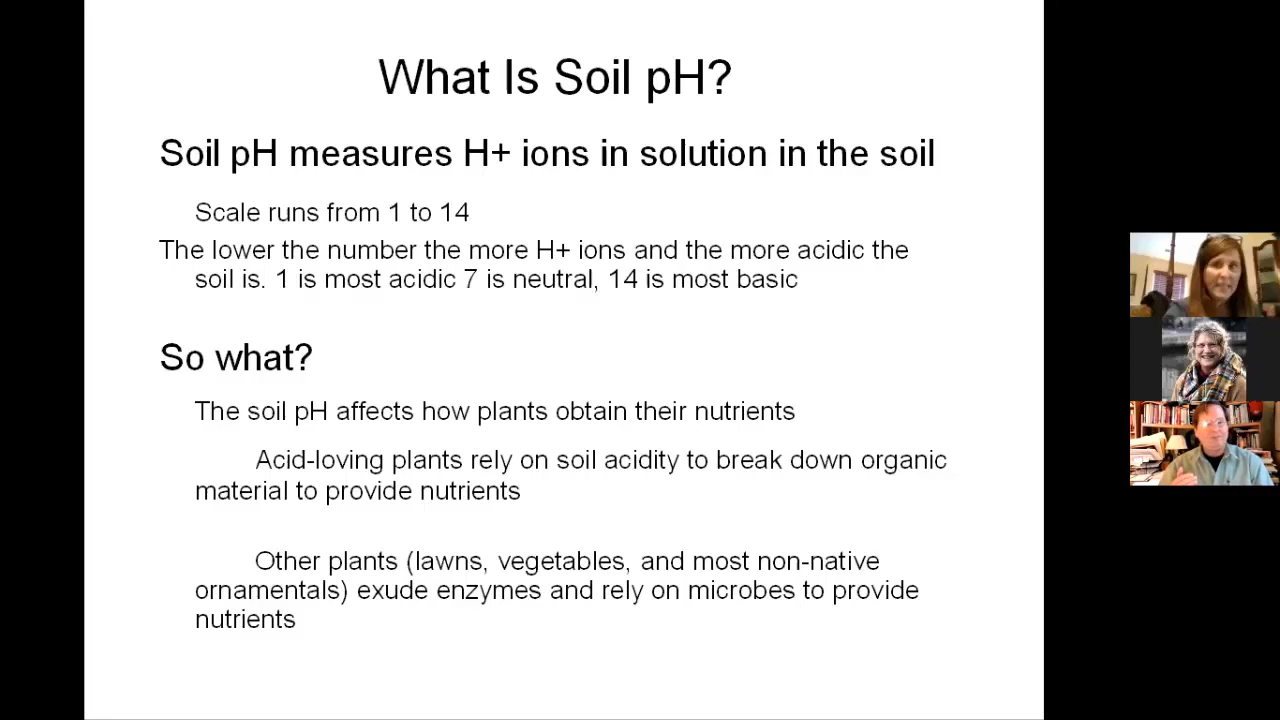 What Is Soil pH?
Soil pH measures H+ ions in solution in the soil
Scale runs from 1 to 14
The lower the number the more H+ ions and the more acidic the
soil is. 1 is most acidic 7 is neutral, 14 is most basic
So what?
The soil pH affects how plants obtain their nutrients
Acid-loving plants rely on soil acidity to break down organic
material to provide nutrients
Other plants (lawns, vegetables, and most non-native
ornamentals) exude enzymes and rely on microbes to provide
nutrients